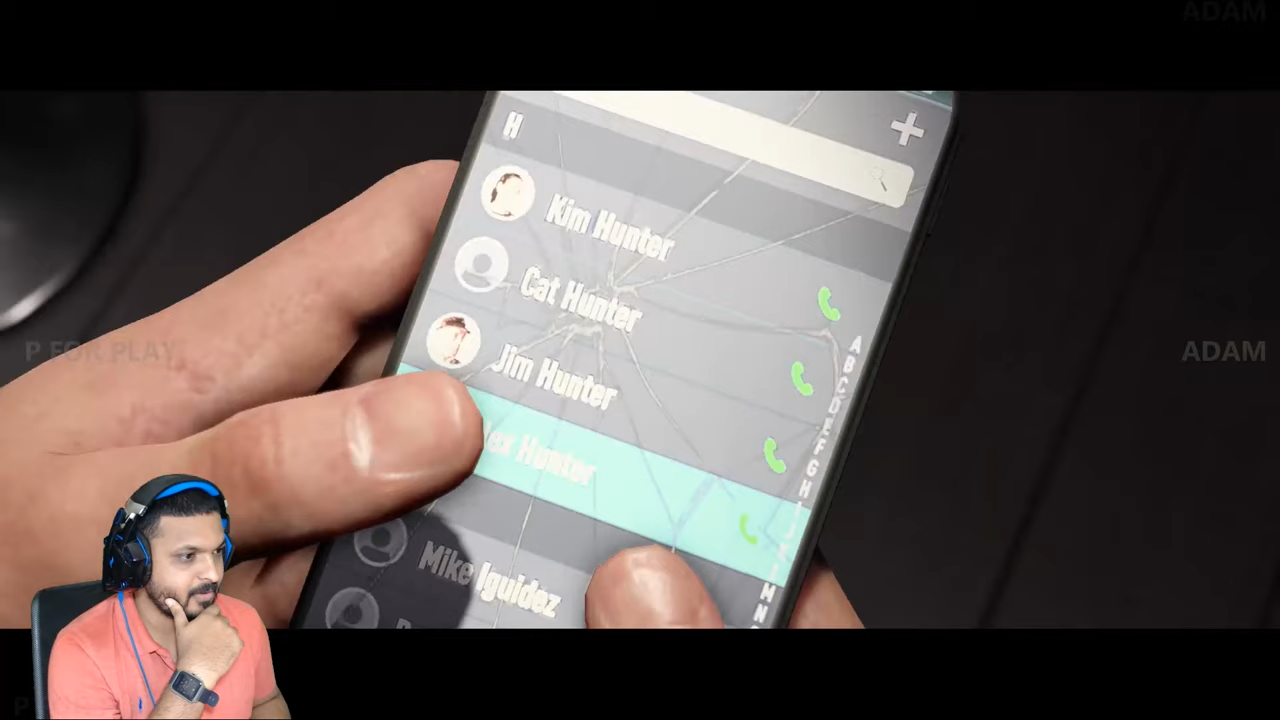 ADAM
H
Kim Hunter
Cat Hunter
Jim Hunter
Hunter
Mike Iguidez
A
B
C
D
E
F
G
H
M
N
P FOR PLAY
ADAM